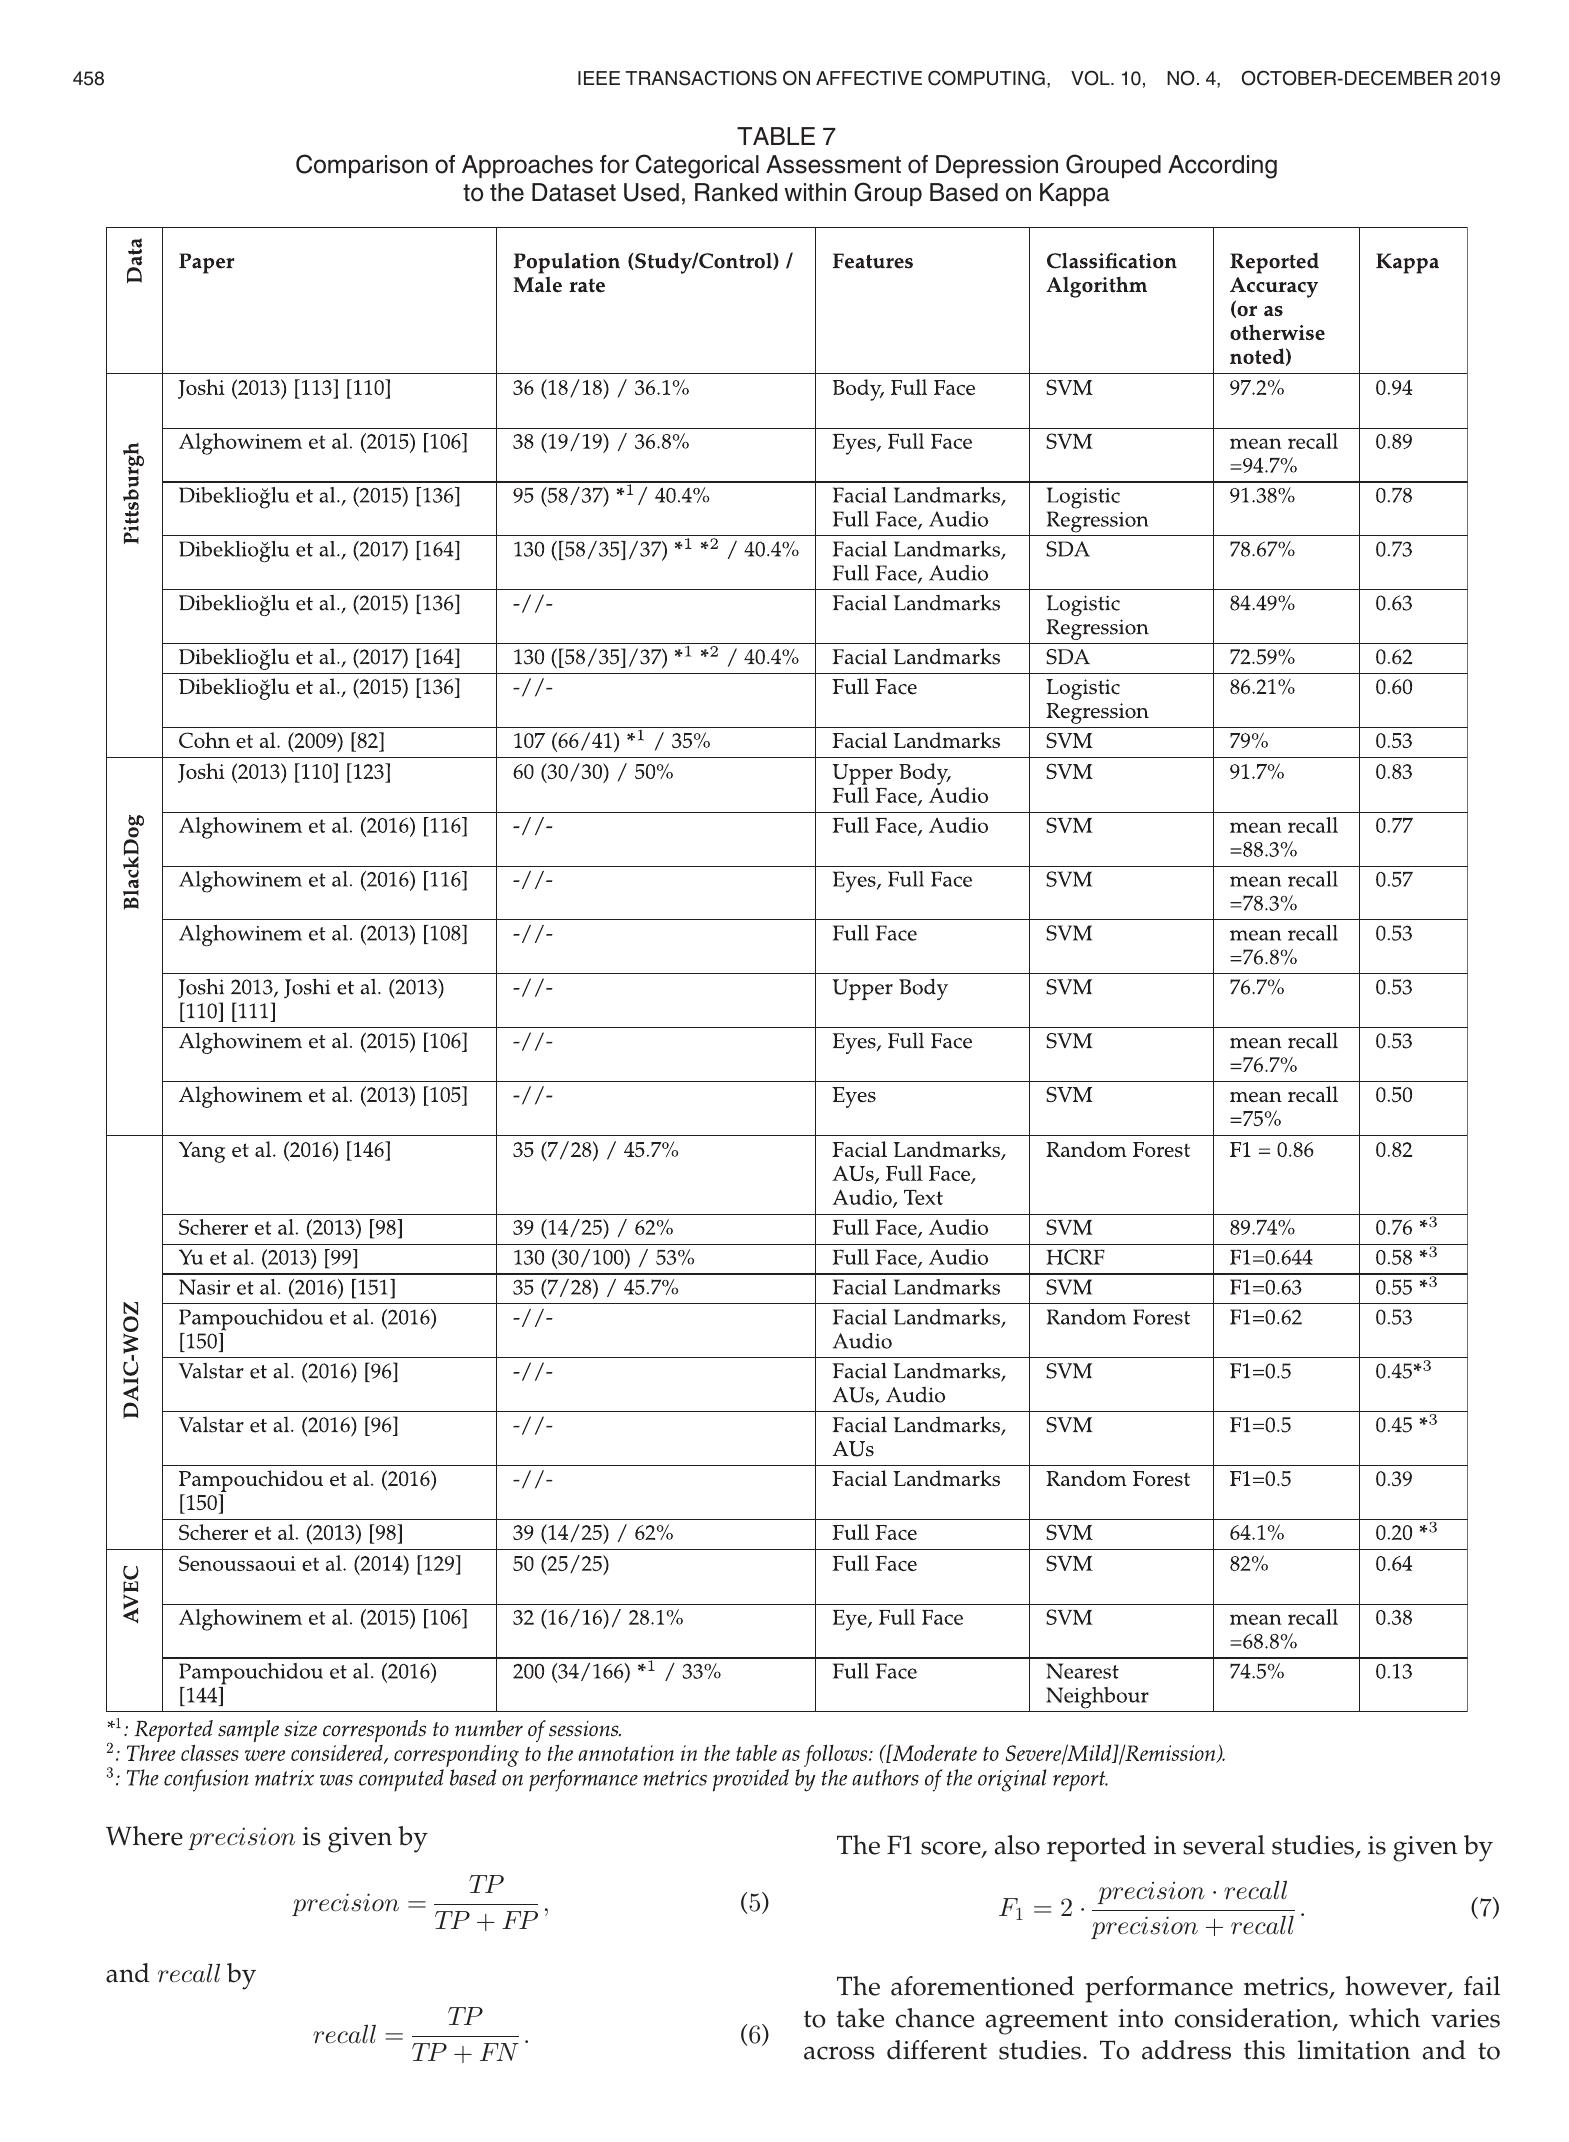 458
IEEE TRANSACTIONS ON AFFECTIVE COMPUTING, VOL. 10, NO. 4, OCTOBER-DECEMBER 2019
TABLE 7
Comparison of Approaches for Categorical Assessment of Depression Grouped According
to the Dataset Used, Ranked within Group Based on Kappa
Data Paper Population (Study/Control) / Male rate Features Classification Algorithm Reported Accuracy (or as otherwise noted) Kappa
Pittsburgh
Joshi (2013) [113] [110] 36 (18/18) / 36.1% Body, Full Face SVM 97.2% 0.94
Alghowinem et al. (2015) [106] 38 (19/19) / 36.8% Eyes, Full Face SVM mean recall =94.7% 0.89
Dibeklioğlu et al., (2015) [136] 95 (58/37) *1/ 40.4% Facial Landmarks, Full Face, Audio Logistic Regression 91.38% 0.78
Dibeklioğlu et al., (2017) [164] 130 ([58/35]/37) *1 *2 / 40.4% Facial Landmarks, Full Face, Audio SDA 78.67% 0.73
Dibeklioğlu et al., (2015) [136] -//- Facial Landmarks Logistic Regression 84.49% 0.63
Dibeklioğlu et al., (2017) [164] 130 ([58/35]/37) *1 *2 / 40.4% Facial Landmarks SDA 72.59% 0.62
Dibeklioğlu et al., (2015) [136] -//- Full Face Logistic Regression 86.21% 0.60
Cohn et al. (2009) [82] 107 (66/41) *1 / 35% Facial Landmarks SVM 79% 0.53
BlackDog
Joshi (2013) [110] [123] 60 (30/30) / 50% Upper Body, Full Face, Audio SVM 91.7% 0.83
Alghowinem et al. (2016) [116] -//- Full Face, Audio SVM mean recall =88.3% 0.77
Alghowinem et al. (2016) [116] -//- Eyes, Full Face SVM mean recall =78.3% 0.57
Alghowinem et al. (2013) [108] -//- Full Face SVM mean recall =76.8% 0.53
Joshi 2013, Joshi et al. (2013) [110] [111] -//- Upper Body SVM 76.7% 0.53
Alghowinem et al. (2015) [106] -//- Eyes, Full Face SVM mean recall =76.7% 0.53
Alghowinem et al. (2013) [105] -//- Eyes SVM mean recall =75% 0.50
DAIC-WOZ
Yang et al. (2016) [146] 35 (7/28) / 45.7% Facial Landmarks, AUs, Full Face, Audio, Text Random Forest F1 = 0.86 0.82
Scherer et al. (2013) [98] 39 (14/25) / 62% Full Face, Audio SVM 89.74% 0.76 *3
Yu et al. (2013) [99] 130 (30/100) / 53% Full Face, Audio HCRF F1=0.644 0.58 *3
Nasir et al. (2016) [151] 35 (7/28) / 45.7% Facial Landmarks SVM F1=0.63 0.55 *3
Pampouchidou et al. (2016) [150] -//- Facial Landmarks, Audio Random Forest F1=0.62 0.53
Valstar et al. (2016) [96] -//- Facial Landmarks, AUs, Audio SVM F1=0.5 0.45*3
Valstar et al. (2016) [96] -//- Facial Landmarks, AUs SVM F1=0.5 0.45 *3
Pampouchidou et al. (2016) [150] -//- Facial Landmarks Random Forest F1=0.5 0.39
Scherer et al. (2013) [98] 39 (14/25) / 62% Full Face SVM 64.1% 0.20 *3
AVEC
Senoussaoui et al. (2014) [129] 50 (25/25) Full Face SVM 82% 0.64
Alghowinem et al. (2015) [106] 32 (16/16)/ 28.1% Eye, Full Face SVM mean recall =68.8% 0.38
Pampouchidou et al. (2016) [144] 200 (34/166) *1 / 33% Full Face Nearest Neighbour 74.5% 0.13
*1: Reported sample size corresponds to number of sessions.
2: Three classes were considered, corresponding to the annotation in the table as follows: ([Moderate to Severe/Mild]/Remission).
3: The confusion matrix was computed based on performance metrics provided by the authors of the original report.
Where precision is given by
precision = TP / (TP + FP), (5)
and recall by
recall = TP / (TP + FN). (6)
The F1 score, also reported in several studies, is given by
F1 = 2 · (precision · recall) / (precision + recall). (7)
The aforementioned performance metrics, however, fail
to take chance agreement into consideration, which varies
across different studies. To address this limitation and to